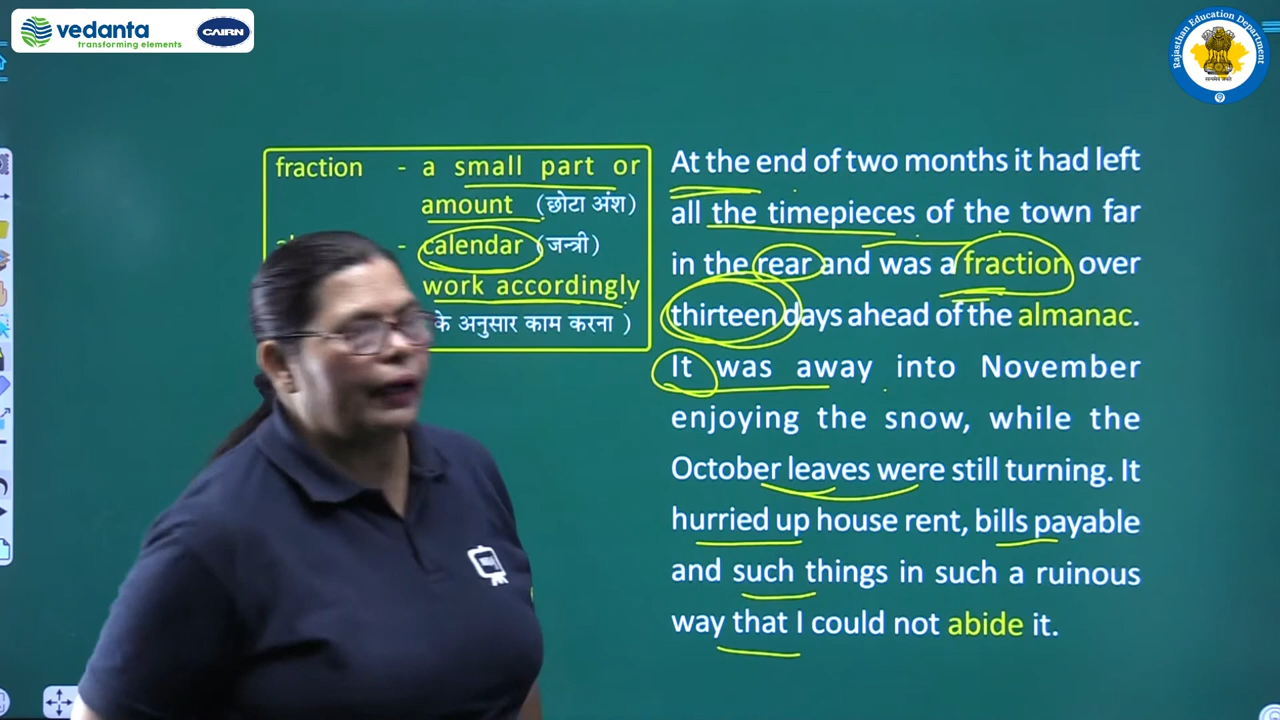 vedanta
transforming elements
CAIRN
Rajasthan Education Department
fraction - a small part or
amount (छोटा अंश)
- calendar (जन्त्री)
work accordingly
के अनुसार काम करना )
At the end of two months it had left
all the timepieces of the town far
in the rear and was a fraction over
thirteen days ahead of the almanac.
It was away into November
enjoying the snow, while the
October leaves were still turning. It
hurried up house rent, bills payable
and such things in such a ruinous
way that I could not abide it.